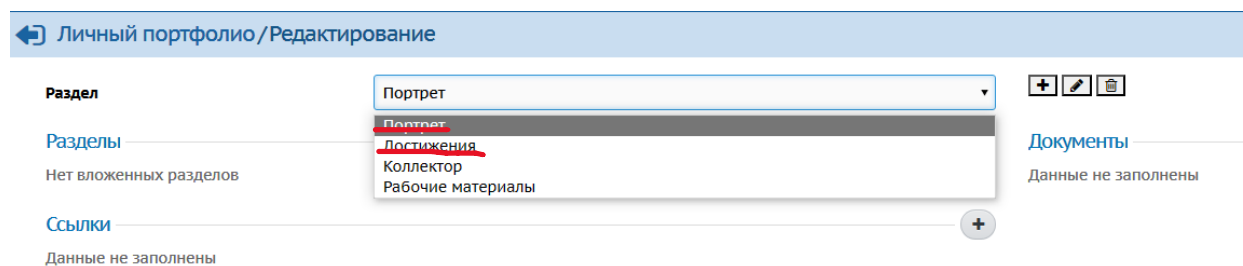 Личный портфолио/Редактирование
Раздел
Портрет
Портрет
Достижения
Коллектор
Рабочие материалы
Разделы
Нет вложенных разделов
Документы
Данные не заполнены
Ссылки
Данные не заполнены